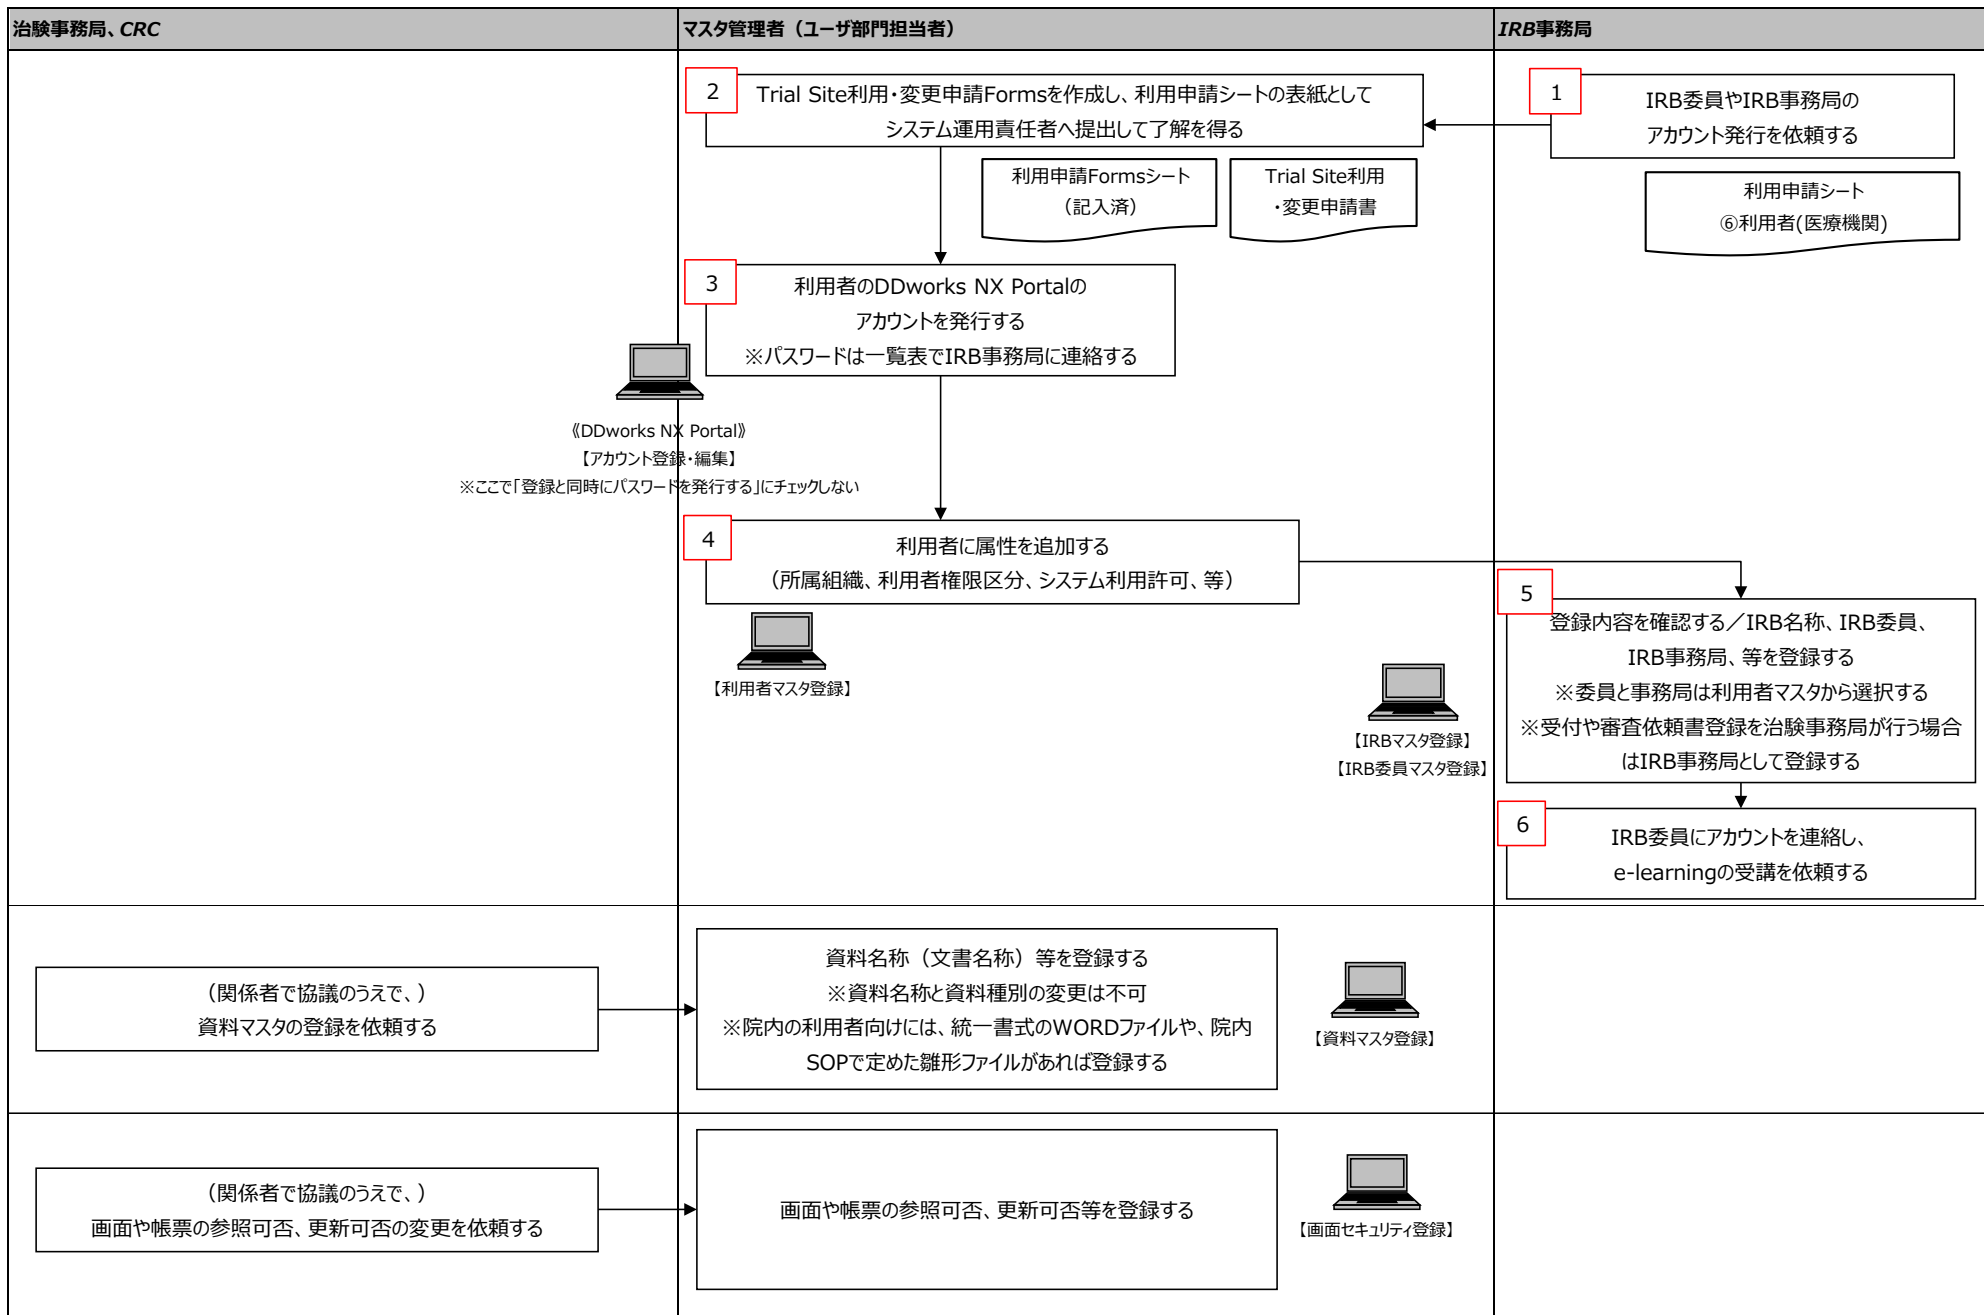 治験事務局、CRC
マスタ管理者（ユーザ部門担当者）
IRB事務局
1
IRB委員やIRB事務局の
アカウント発行を依頼する
利用申請シート
⑥利用者(医療機関)
2
Trial Site利用・変更申請Formsを作成し、利用申請シートの表紙として
システム運用責任者へ提出して了解を得る
利用申請Formsシート
（記入済）
Trial Site利用
・変更申請書
3
利用者のDDworks NX Portalの
アカウントを発行する
※パスワードは一覧表でIRB事務局に連絡する
《DDworks NX Portal》
【アカウント登録・編集】
※ここで「登録と同時にパスワードを発行する」にチェックしない
4
利用者に属性を追加する
（所属組織、利用者権限区分、システム利用許可、等）
【利用者マスタ登録】
5
登録内容を確認する／IRB名称、IRB委員、
IRB事務局、等を登録する
※委員と事務局は利用者マスタから選択する
※受付や審査依頼書登録を治験事務局が行う場合
はIRB事務局として登録する
【IRBマスタ登録】
【IRB委員マスタ登録】
6
IRB委員にアカウントを連絡し、
e-learningの受講を依頼する
（関係者で協議のうえで、）
資料マスタの登録を依頼する
資料名称（文書名称）等を登録する
※資料名称と資料種別の変更は不可
※院内の利用者向けには、統一書式のWORDファイルや、院内
SOPで定めた雛形ファイルがあれば登録する
【資料マスタ登録】
（関係者で協議のうえで、）
画面や帳票の参照可否、更新可否の変更を依頼する
画面や帳票の参照可否、更新可否等を登録する
【画面セキュリティ登録】